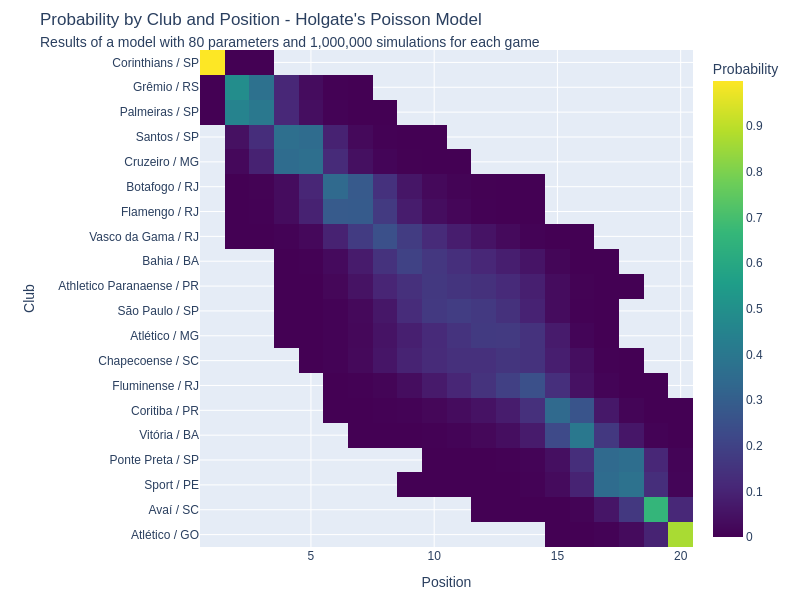 Probability by Club and Position - Holgate's Poisson Model
Results of a model with 80 parameters and 1,000,000 simulations for each game
Corinthians / SP
Grêmio / RS
Palmeiras / SP
Santos / SP
Cruzeiro / MG
Botafogo / RJ
Flamengo / RJ
Vasco da Gama / RJ
Bahia / BA
Athletico Paranaense / PR
São Paulo / SP
Atlético / MG
Chapecoense / SC
Fluminense / RJ
Coritiba / PR
Vitória / BA
Ponte Preta / SP
Sport / PE
Avaí / SC
Atlético / GO
Club
5
10
15
20
Position
Probability
0.9
0.8
0.7
0.6
0.5
0.4
0.3
0.2
0.1
0